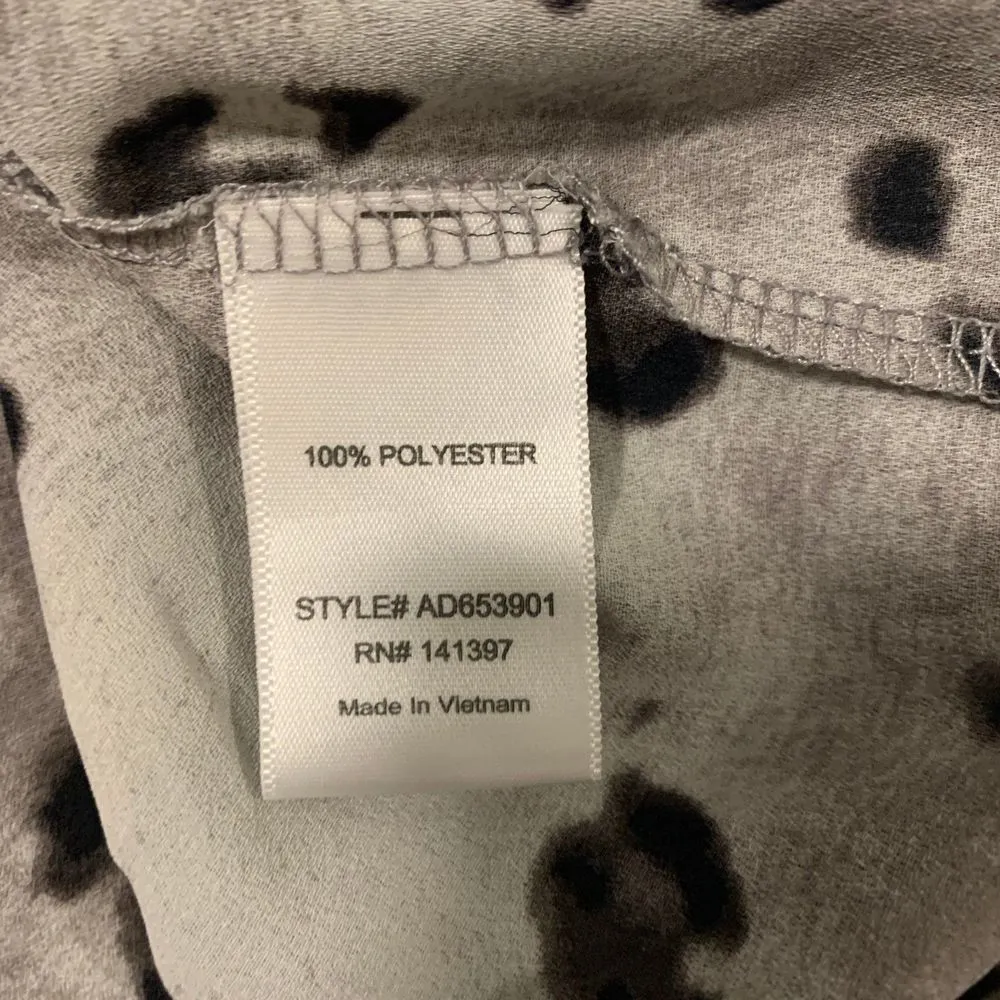 100% POLYESTER
STYLE# AD653901
RN# 141397
Made In Vietnam